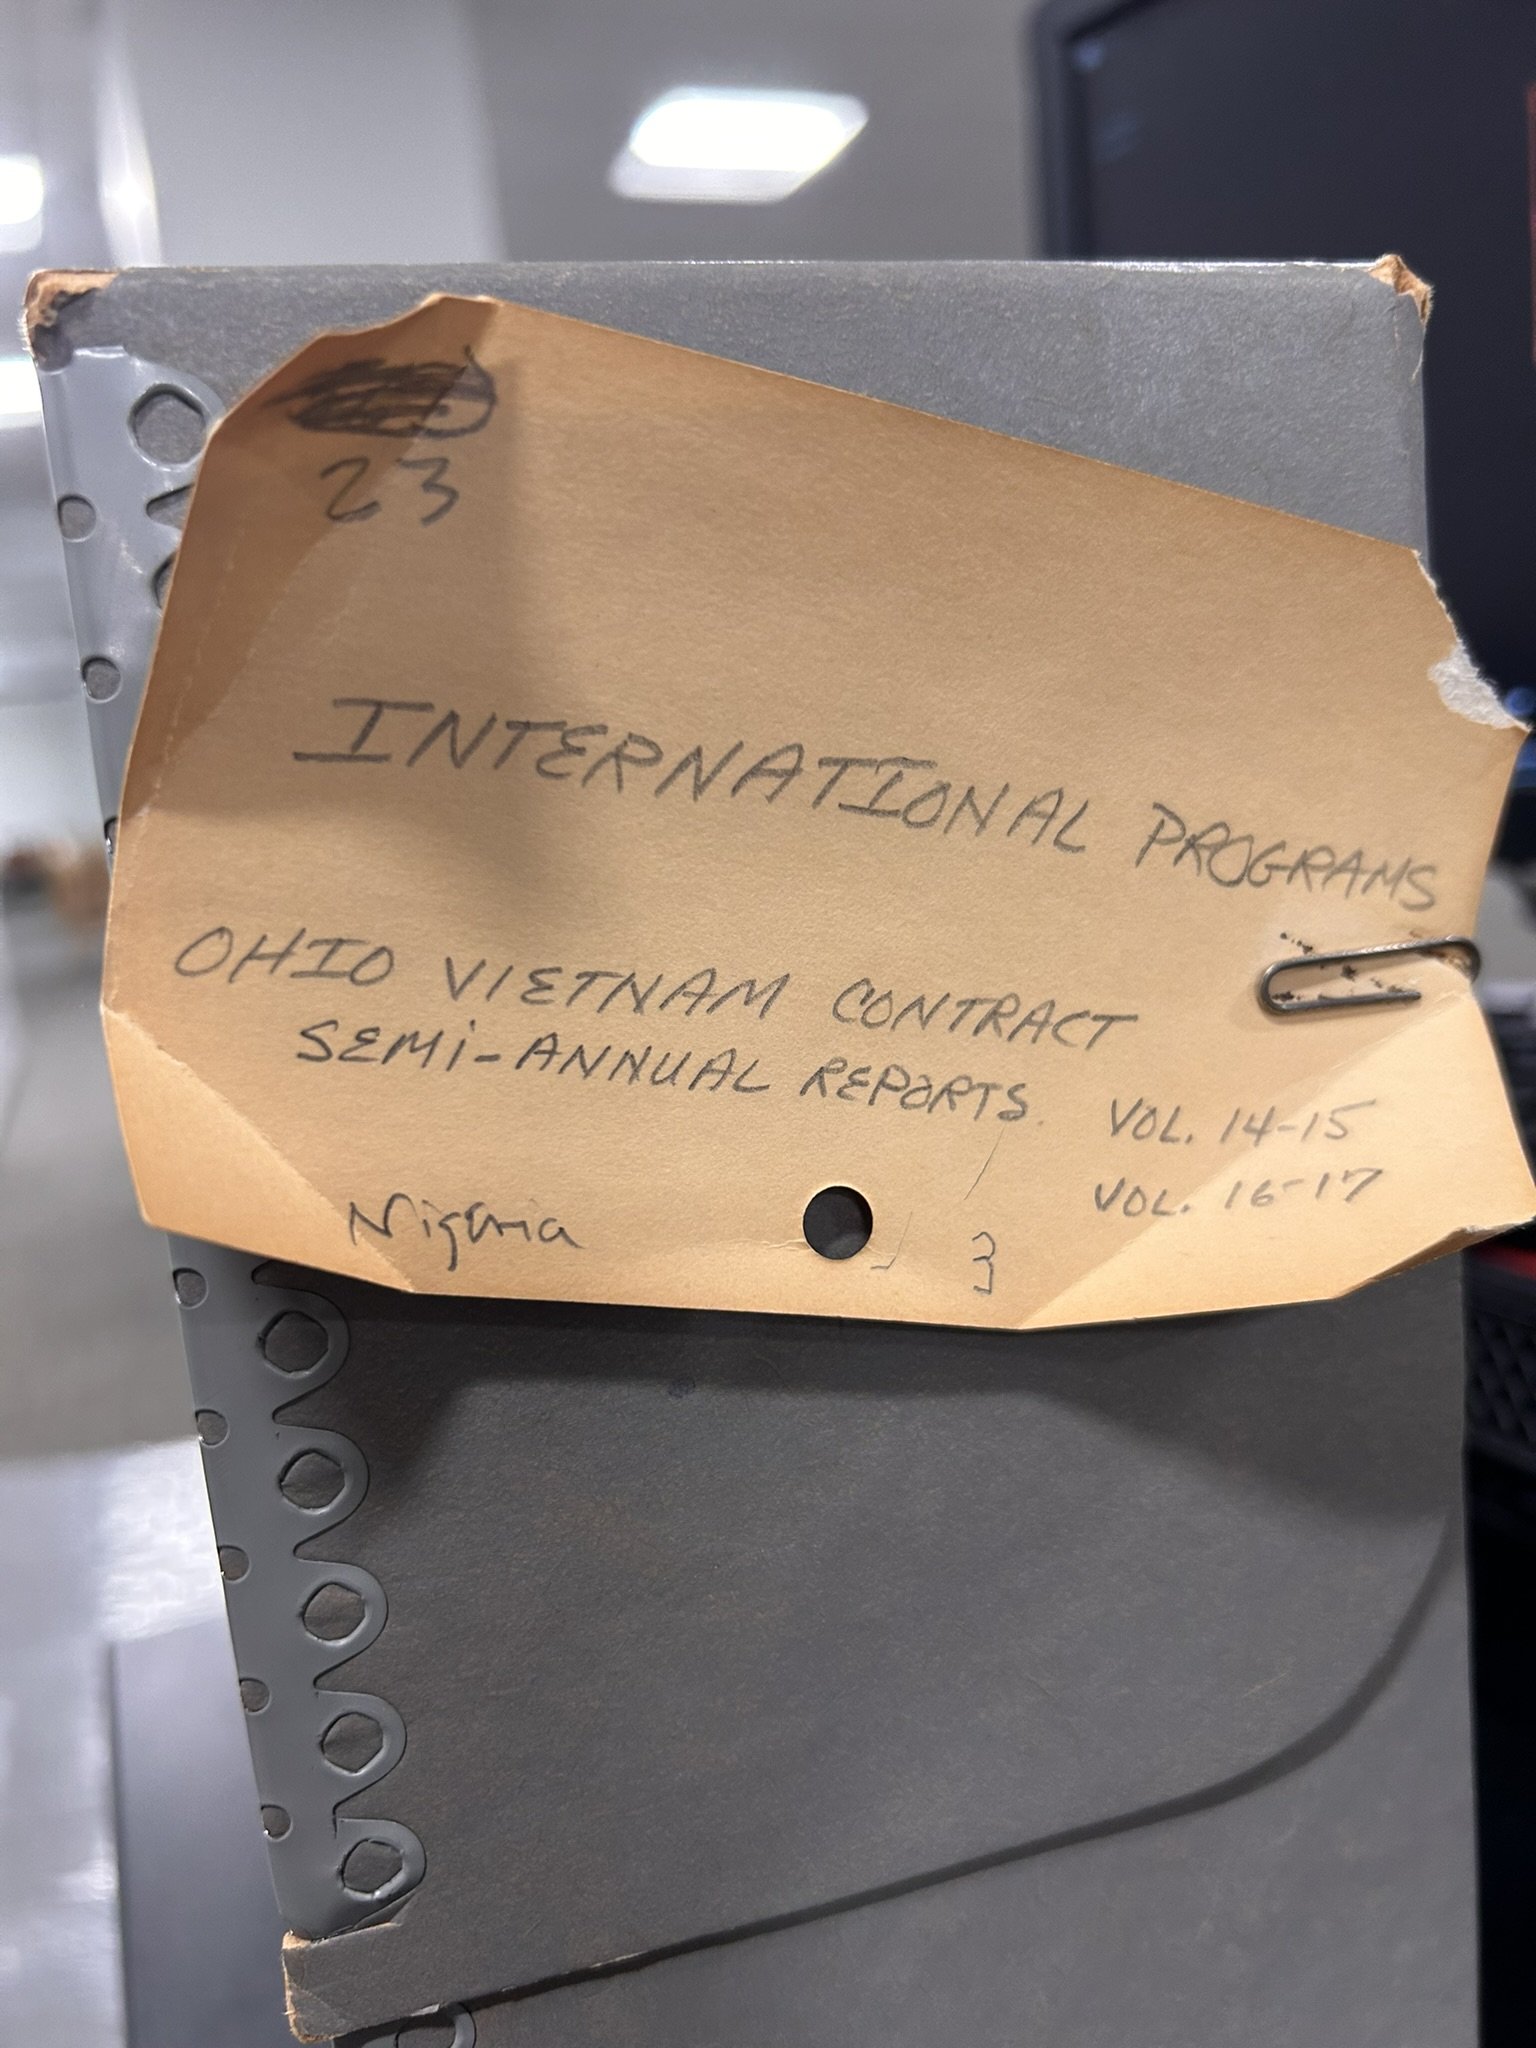 23
INTERNATIONAL PROGRAMS
OHIO VIETNAM CONTRACT
SEMI-ANNUAL REPORTS. VOL. 14-15
VOL. 16-17
Nigeria
3